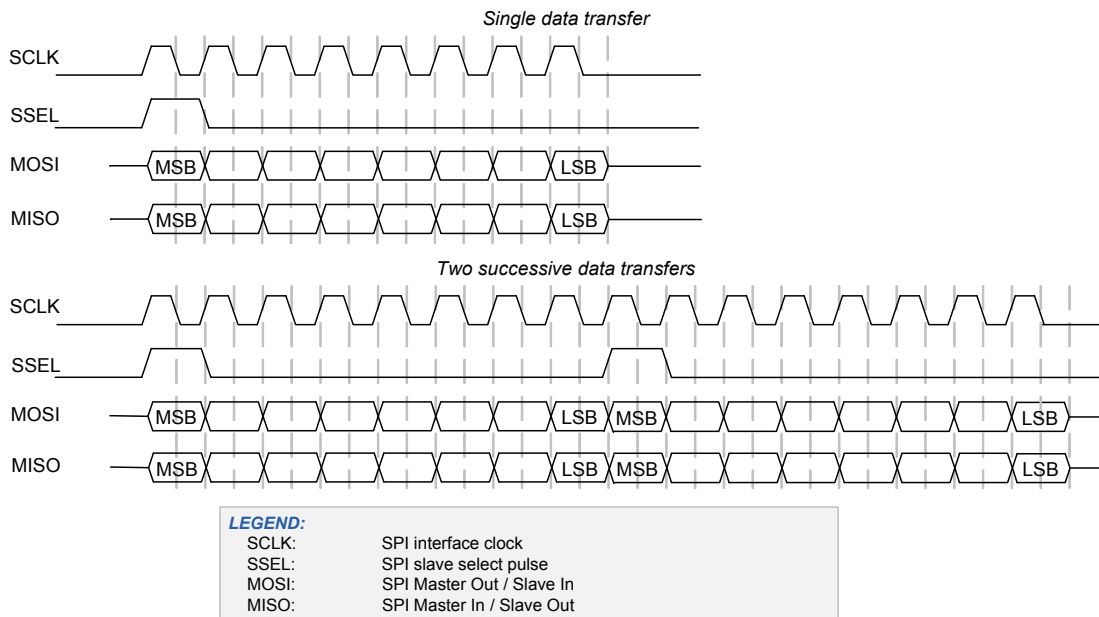 Single data transfer
SCLK
SSEL
MOSI MSB LSB
MISO MSB LSB
Two successive data transfers
SCLK
SSEL
MOSI MSB LSB MSB LSB
MISO MSB LSB MSB LSB
LEGEND:
SCLK: SPI interface clock
SSEL: SPI slave select pulse
MOSI: SPI Master Out / Slave In
MISO: SPI Master In / Slave Out